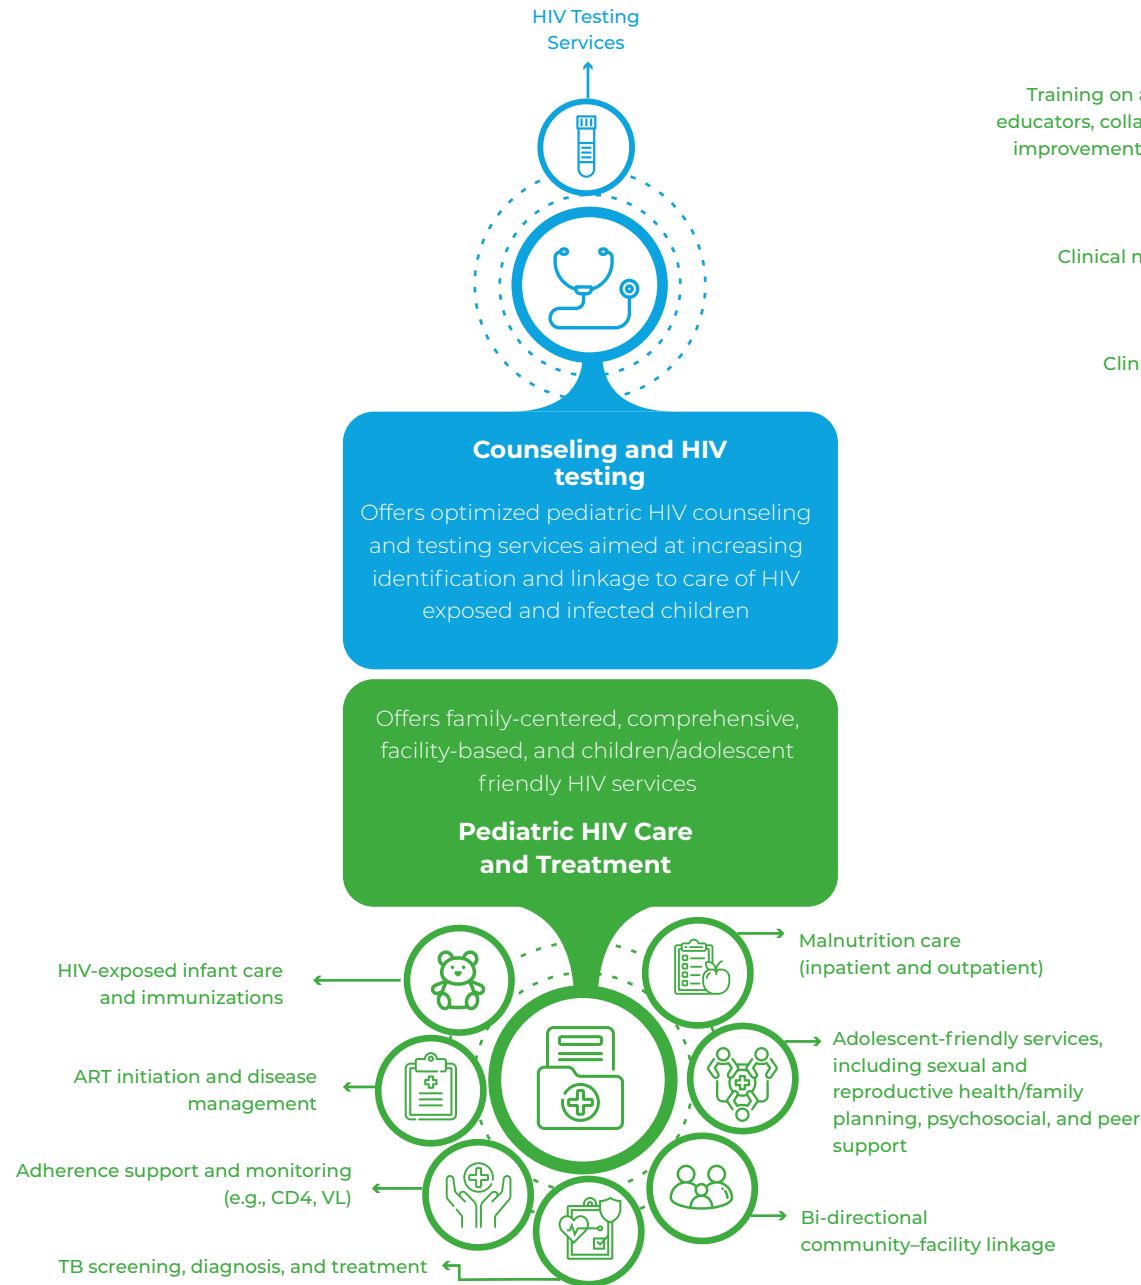 HIV Testing
Services
Training on
educators,
improvement
Clinical
Counseling and HIV
testing
Offers optimized pediatric HIV counseling
and testing services aimed at increasing
identification and linkage to care of HIV
exposed and infected children
Offers family-centered, comprehensive,
facility-based, and children/adolescent
friendly HIV services
Pediatric HIV Care
and Treatment
HIV-exposed infant care
and immunizations
ART initiation and disease
management
Adherence support and monitoring
(e.g., CD4, VL)
TB screening, diagnosis, and treatment
Malnutrition care
(inpatient and outpatient)
Adolescent-friendly services,
including sexual and
reproductive health/family
planning, psychosocial, and peer
support
Bi-directional
community–facility linkage